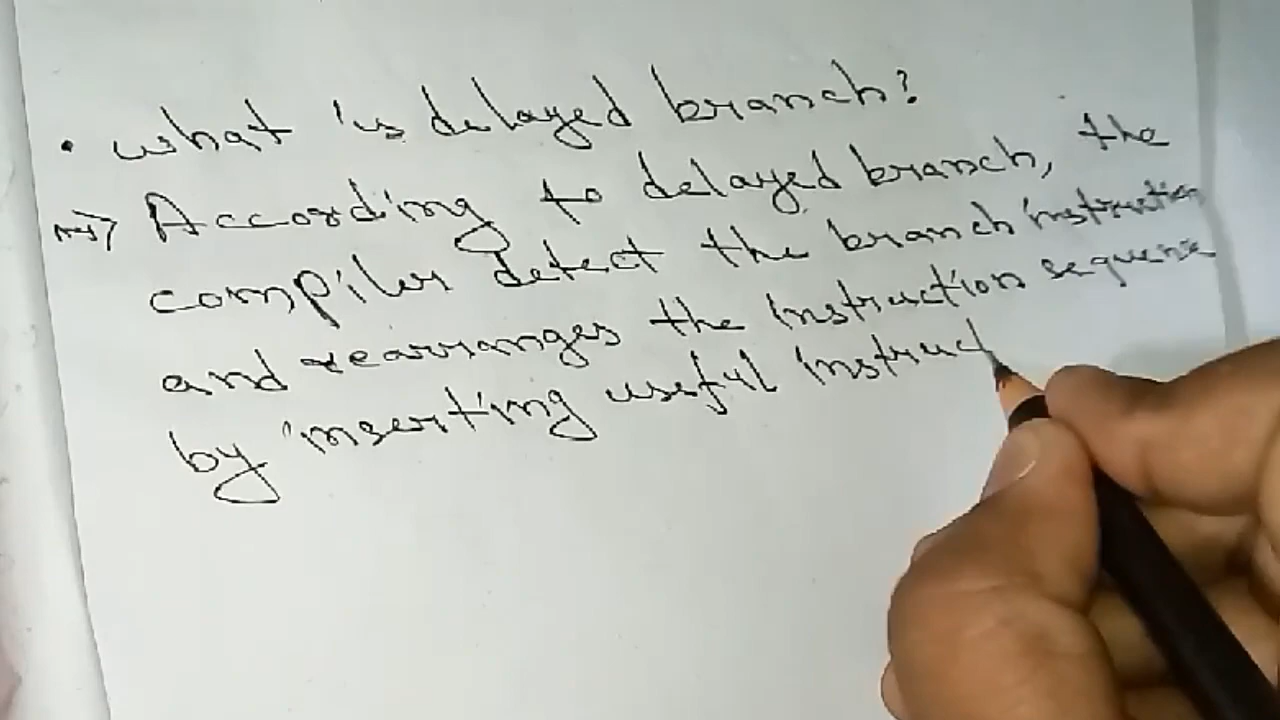 • What is delayed branch?
According to delayed branch, the
compiler detect the branch instruction
and rearranges the instruction sequence
by inserting useful instruct